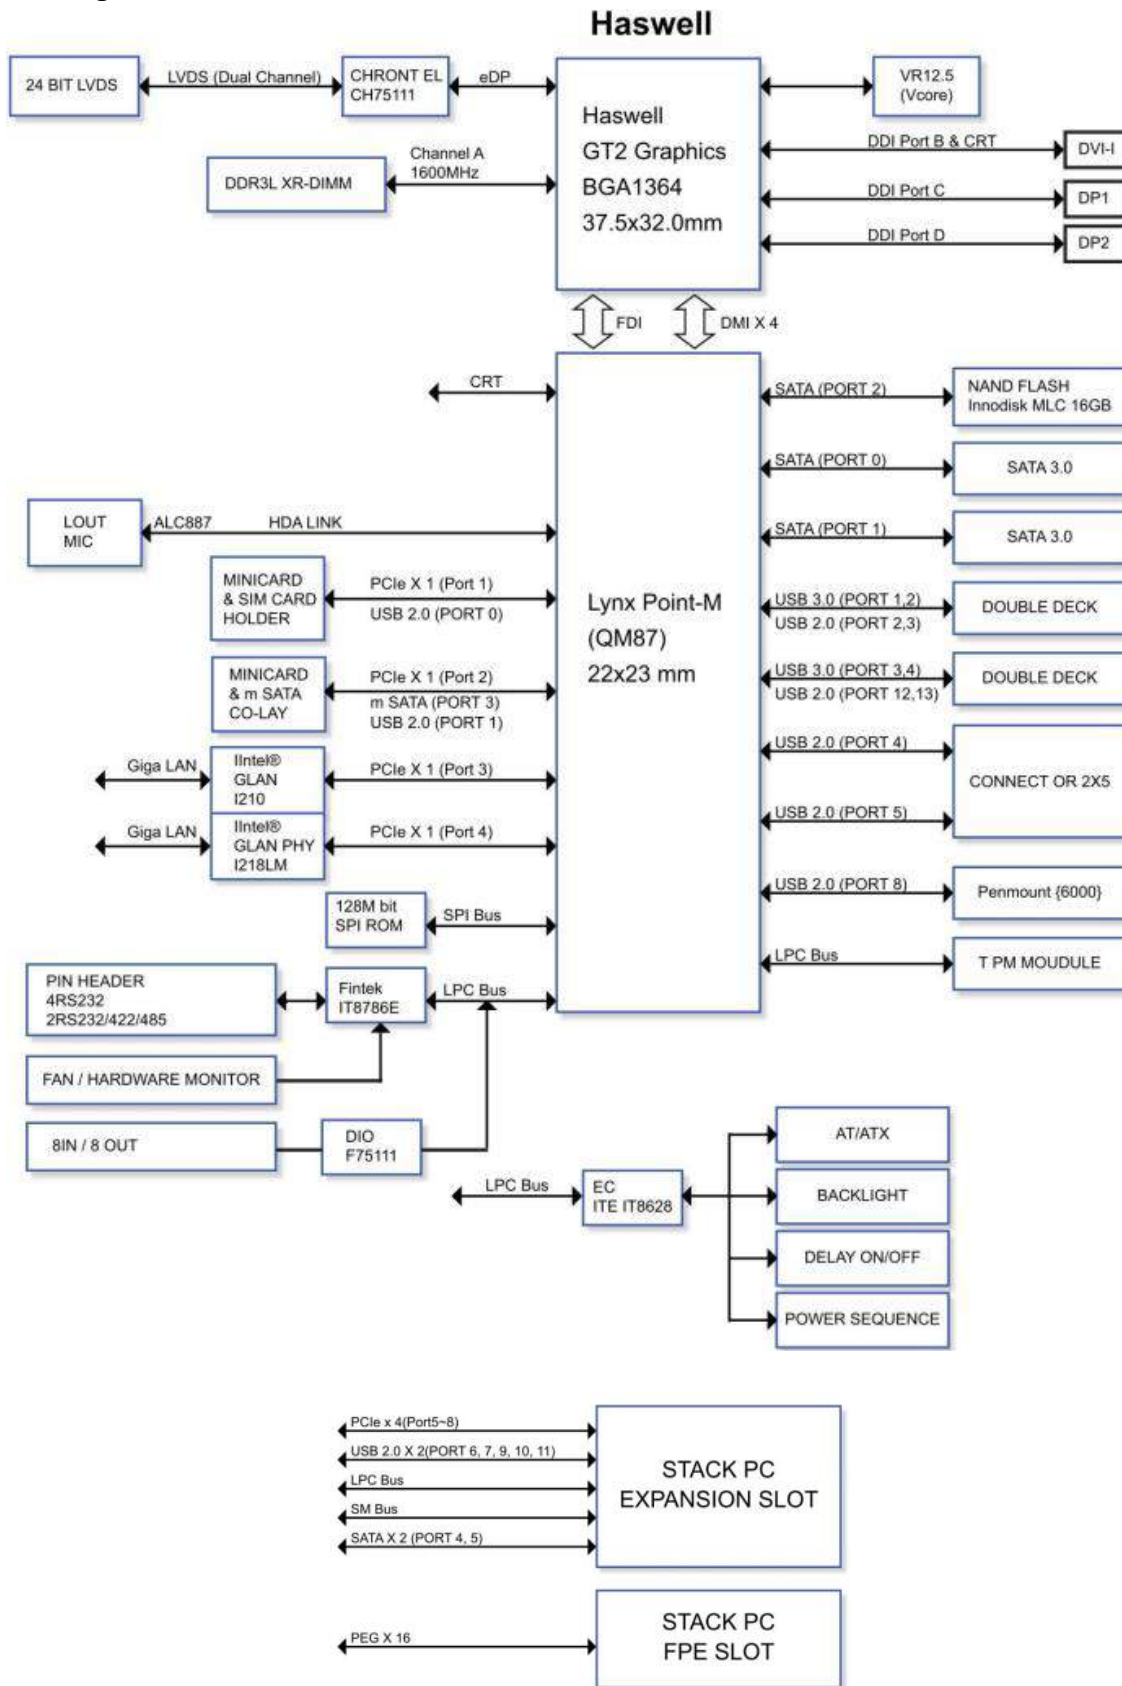 Haswell
24 BIT LVDS
LVDS (Dual Channel)
CHRONT EL
CH75111
eDP
Haswell
GT2 Graphics
BGA1364
37.5x32.0mm
VR12.5
(Vcore)
DDI Port B & CRT
DVI-I
DDR3L XR-DIMM
Channel A
1600MHz
DDI Port C
DP1
DDI Port D
DP2
FDI
DMI X 4
CRT
SATA (PORT 2)
NAND FLASH
Innodisk MLC 16GB
SATA (PORT 0)
SATA 3.0
LOUT
MIC
ALC887
HDA LINK
SATA (PORT 1)
SATA 3.0
MINICARD
& SIM CARD
HOLDER
PCIe X 1 (Port 1)
USB 2.0 (PORT 0)
Lynx Point-M
(QM87)
22x23 mm
USB 3.0 (PORT 1,2)
USB 2.0 (PORT 2,3)
DOUBLE DECK
MINICARD
& m SATA
CO-LAY
PCIe X 1 (Port 2)
m SATA (PORT 3)
USB 2.0 (PORT 1)
USB 3.0 (PORT 3,4)
USB 2.0 (PORT 12,13)
DOUBLE DECK
Giga LAN
IIntel®
GLAN
I210
PCIe X 1 (Port 3)
USB 2.0 (PORT 4)
CONNECT OR 2X5
Giga LAN
IIntel®
GLAN PHY
I218LM
PCIe X 1 (Port 4)
USB 2.0 (PORT 5)
128M bit
SPI ROM
SPI Bus
USB 2.0 (PORT 8)
Penmount {6000}
PIN HEADER
4RS232
2RS232/422/485
Fintek
IT8786E
LPC Bus
LPC Bus
T PM MOUDULE
FAN / HARDWARE MONITOR
8IN / 8 OUT
DIO
F75111
LPC Bus
EC
ITE IT8628
AT/ATX
BACKLIGHT
DELAY ON/OFF
POWER SEQUENCE
PCIe x 4(Port5~8)
USB 2.0 X 2(PORT 6, 7, 9, 10, 11)
LPC Bus
SM Bus
SATA X 2 (PORT 4, 5)
STACK PC
EXPANSION SLOT
PEG X 16
STACK PC
FPE SLOT